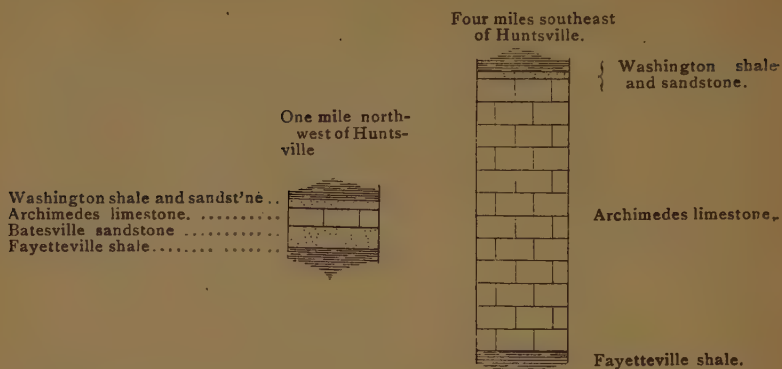 Four miles southeast
of Huntsville.
Washington shale
and sandstone.
One mile north-
west of Hunts-
ville
Washington shale and sandst'ne ..
Archimedes limestone. ..........
Batesville sandstone ............
Fayetteville shale........ ........
Archimedes limestone,
Fayetteville shale.